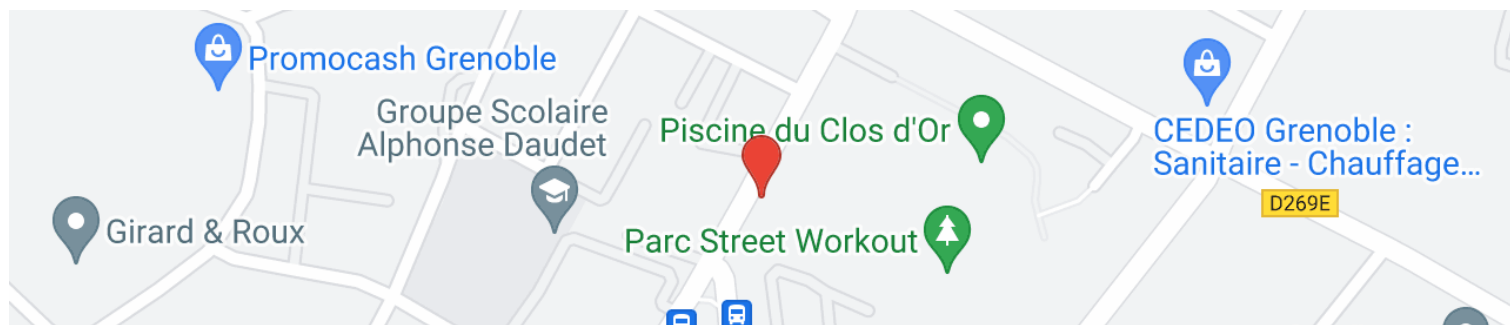 Promocash Grenoble
Groupe Scolaire
Alphonse Daudet
Piscine du Clos d'Or
CEDEO Grenoble :
Sanitaire - Chauffage...
D269E
Girard & Roux
Parc Street Workout